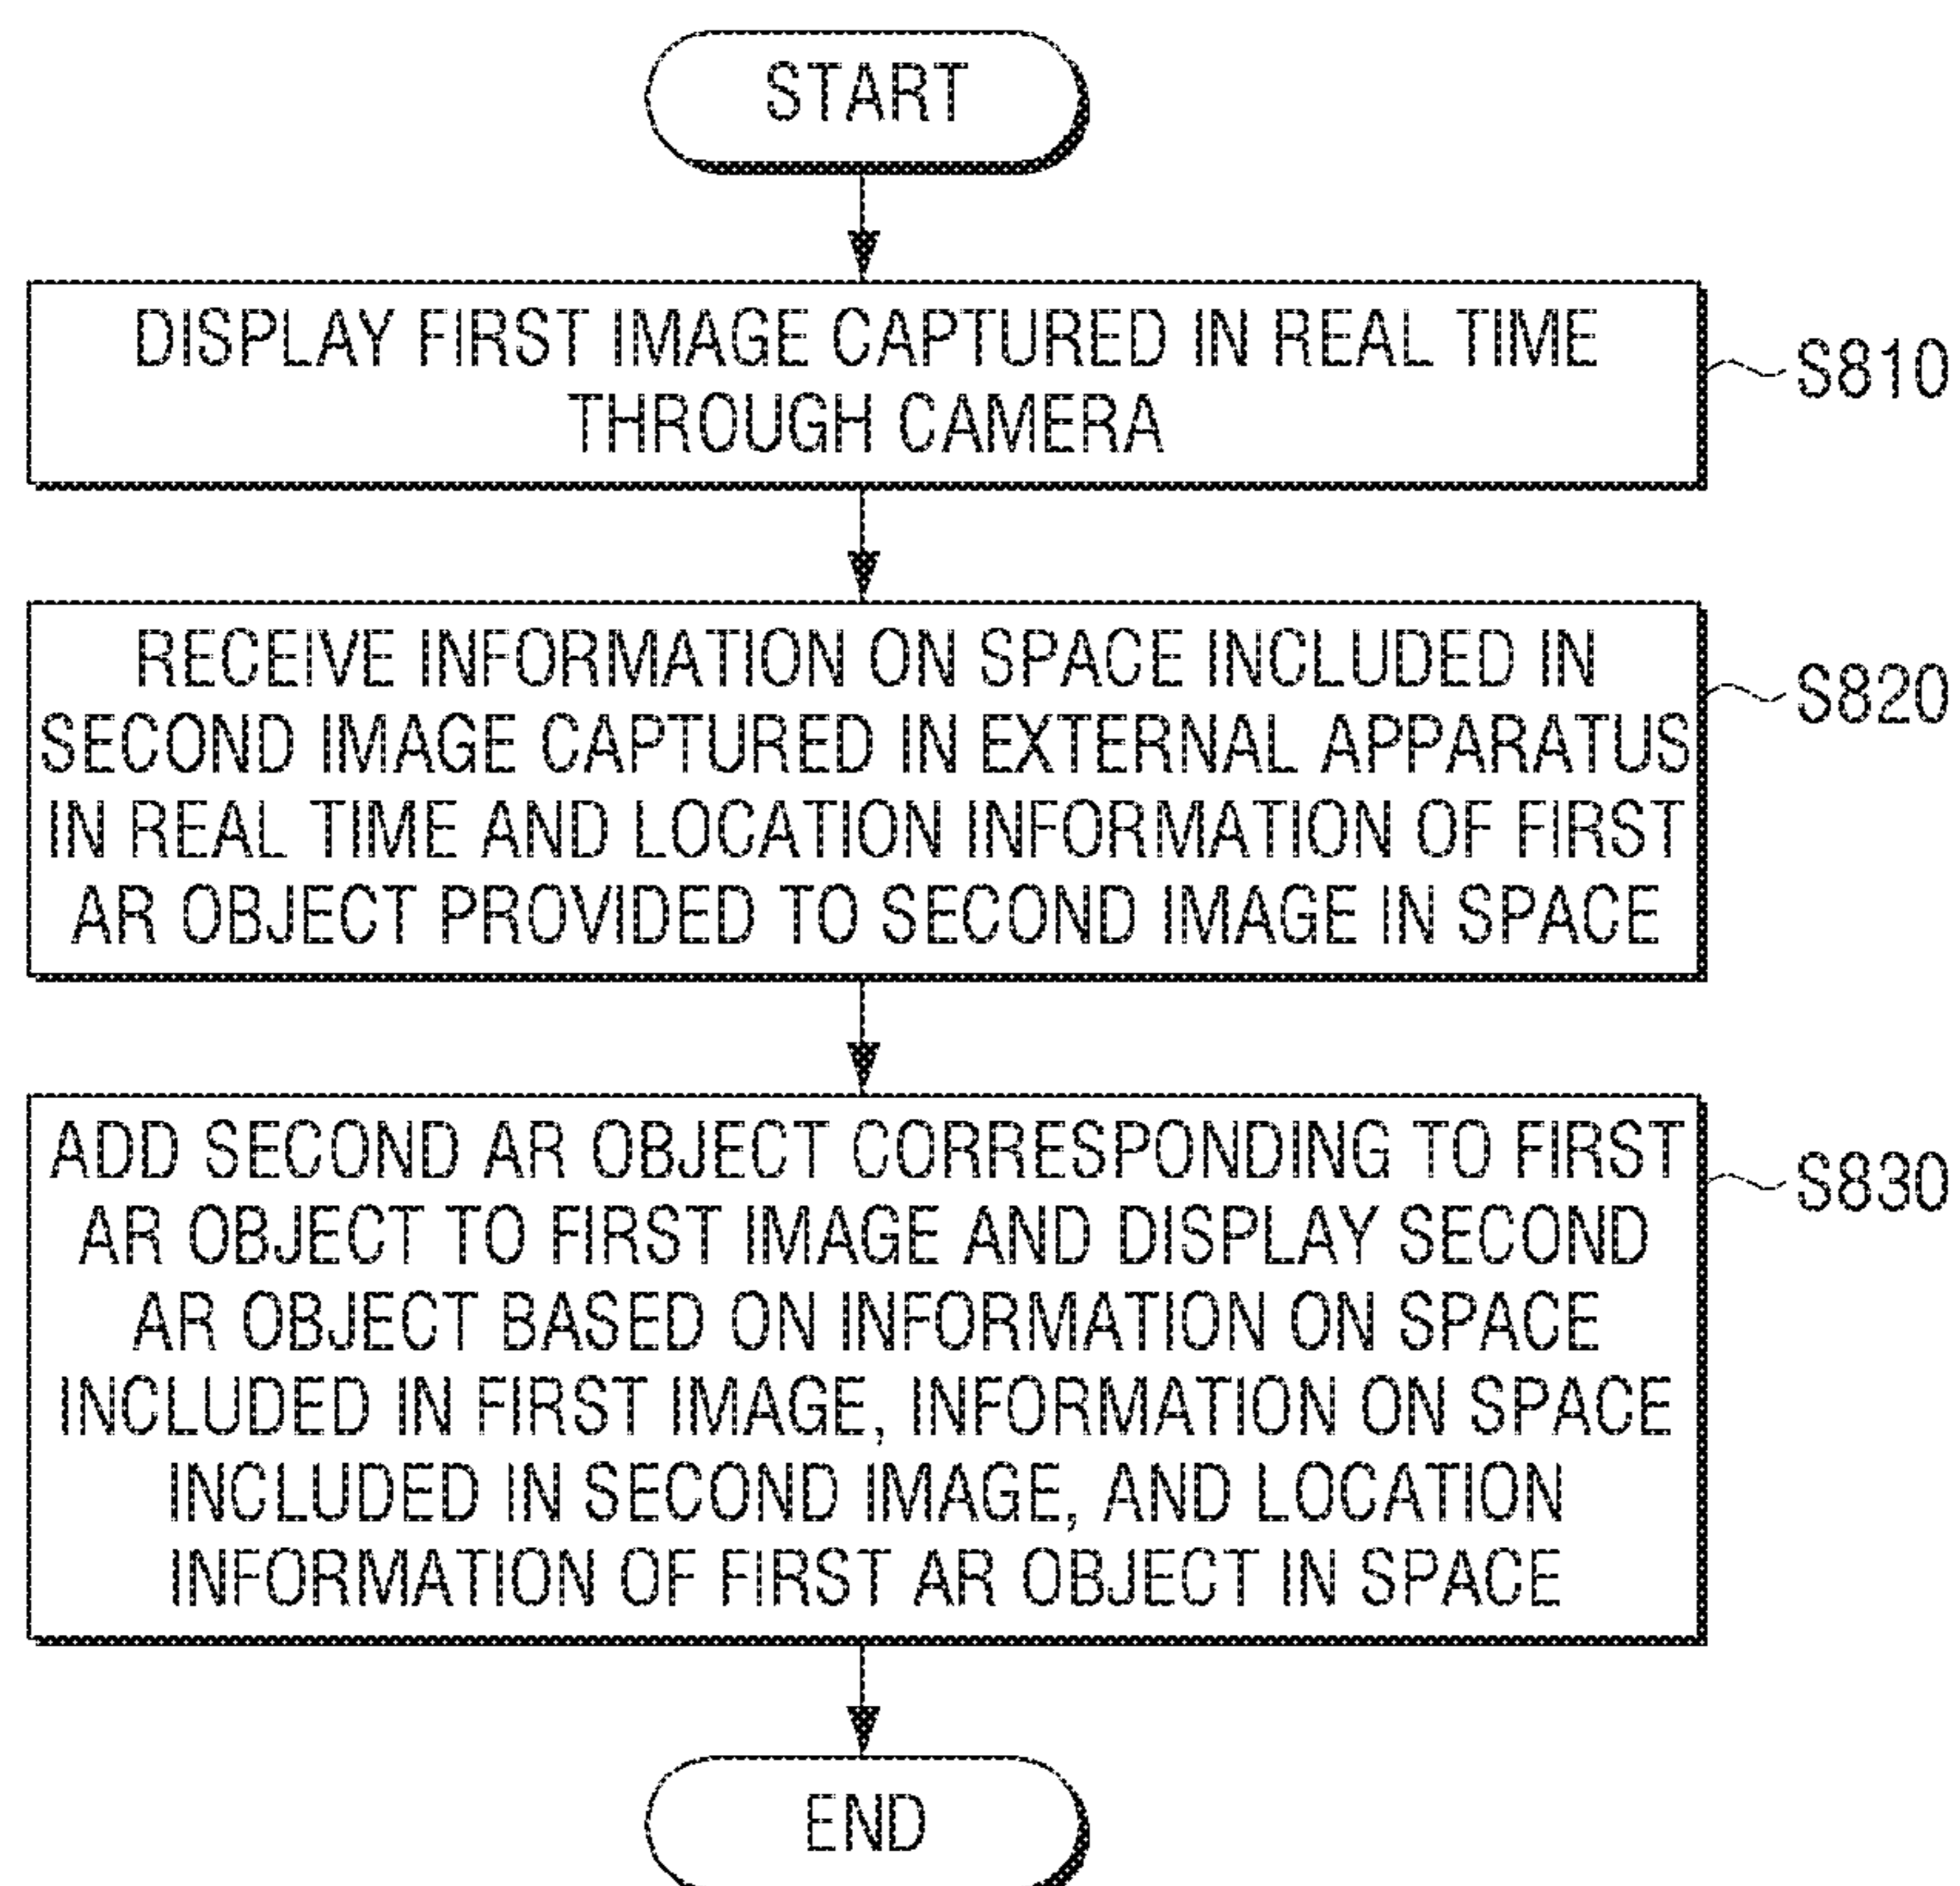 START
DISPLAY FIRST IMAGE CAPTURED IN REAL TIME
THROUGH CAMERA
S810
RECEIVE INFORMATION ON SPACE INCLUDED IN
SECOND IMAGE CAPTURED IN EXTERNAL APPARATUS
IN REAL TIME AND LOCATION INFORMATION OF FIRST
AR OBJECT PROVIDED TO SECOND IMAGE IN SPACE
S820
ADD SECOND AR OBJECT CORRESPONDING TO FIRST
AR OBJECT TO FIRST IMAGE AND DISPLAY SECOND
AR OBJECT BASED ON INFORMATION ON SPACE
INCLUDED IN FIRST IMAGE, INFORMATION ON SPACE
INCLUDED IN SECOND IMAGE, AND LOCATION
INFORMATION OF FIRST AR OBJECT IN SPACE
S830
END